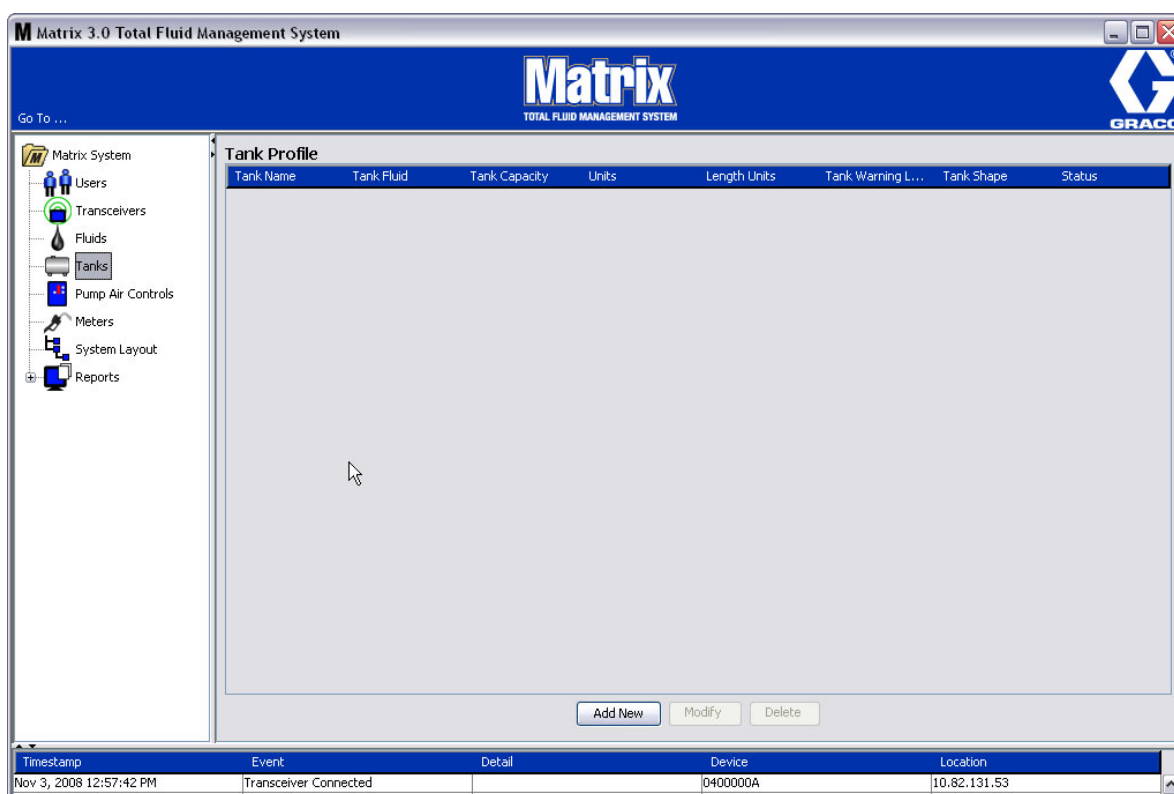 M Matrix 3.0 Total Fluid Management System
Matrix
TOTAL FLUID MANAGEMENT SYSTEM
Go To ...
GRACO
Matrix System
Users
Transceivers
Fluids
Tanks
Pump Air Controls
Meters
System Layout
Reports
Tank Profile
Tank Name Tank Fluid Tank Capacity Units Length Units Tank Warning L... Tank Shape Status
Add New Modify Delete
Timestamp Event Detail Device Location
Nov 3, 2008 12:57:42 PM Transceiver Connected 0400000A 10.82.131.53